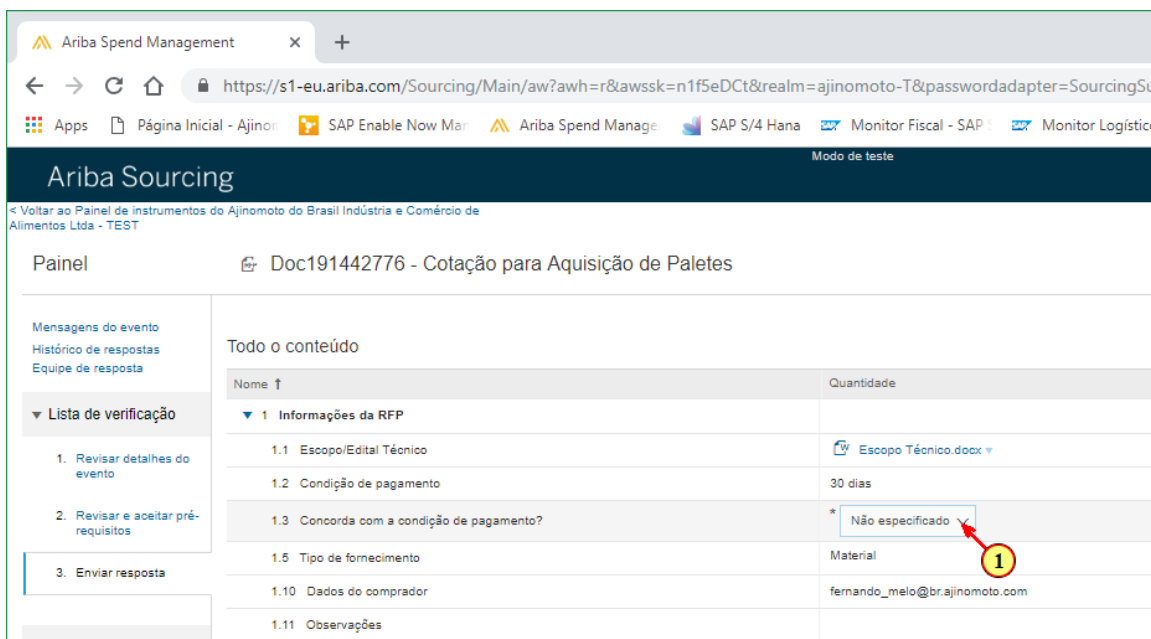 Ariba Spend Management
https://s1-eu.ariba.com/Sourcing/Main/aw?awh=r&awssk=n1f5eDCt&realm=ajinomoto-T&passwordadapter=SourcingSu
Apps Página Inicial - Ajinor SAP Enable Now Man Ariba Spend Manage SAP S/4 Hana Monitor Fiscal - SAP S Monitor Logístico
Modo de teste
Ariba Sourcing
< Voltar ao Painel de instrumentos do Ajinomoto do Brasil Indústria e Comércio de
Alimentos Ltda - TEST
Painel
Doc191442776 - Cotação para Aquisição de Paletes
Mensagens do evento
Histórico de respostas
Equipe de resposta
Lista de verificação
1. Revisar detalhes do
evento
2. Revisar e aceitar pré-
requisitos
3. Enviar resposta
Todo o conteúdo
Nome ↑ Quantidade
▼ 1 Informações da RFP
1.1 Escopo/Edital Técnico Escopo Técnico.docx
1.2 Condição de pagamento 30 dias
1.3 Concorda com a condição de pagamento? * Não especificado
1
1.5 Tipo de fornecimento Material
1.10 Dados do comprador fernando_melo@br.ajinomoto.com
1.11 Observações